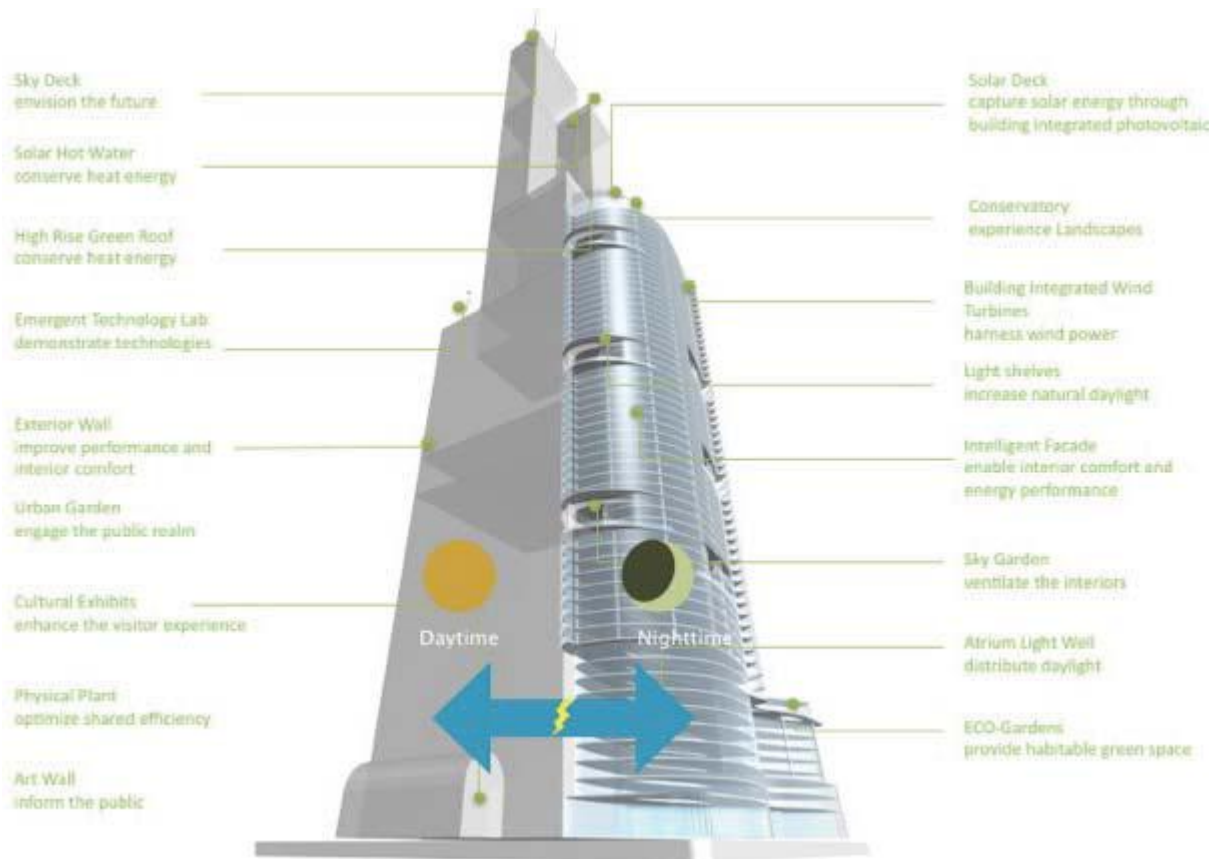 Sky Deck
envision the future
Solar Hot Water
conserve heat energy
High Rise Green Roof
conserve heat energy
Emergent Technology Lab
demonstrate technologies
Exterior Wall
improve performance and
interior comfort
Urban Garden
engage the public realm
Cultural Exhibits
enhance the visitor experience
Physical Plant
optimize shared efficiency
Art Wall
inform the public
Daytime
Nighttime
Solar Deck
capture solar energy through
building integrated photovoltaic
Conservatory
experience Landscapes
Building Integrated Wind
Turbines
harness wind power
Light shelves
increase natural daylight
Intelligent Facade
enable interior comfort and
energy performance
Sky Garden
ventilate the interiors
Atrium Light Well
distribute daylight
ECO-Gardens
provide habitable green space